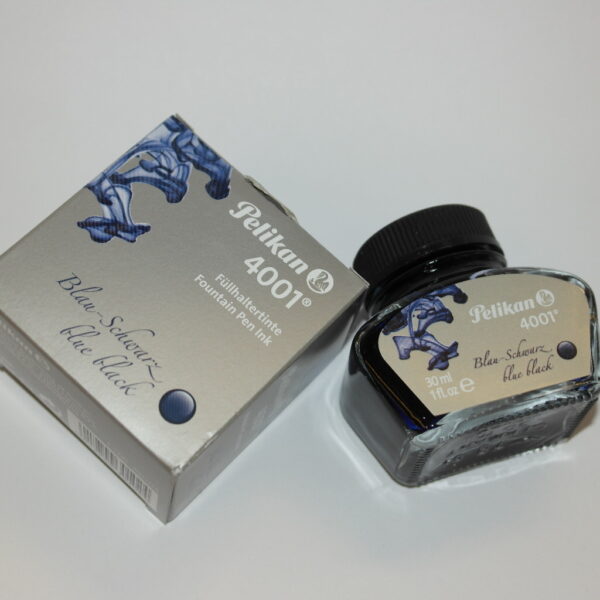 Pelikan
4001®
Füllhaltertinte
Fountain Pen Ink
Blau-Schwarz
blue black
Pelikan
4001®
Blau-Schwarz
blue black
30 ml
1 fl.oz e